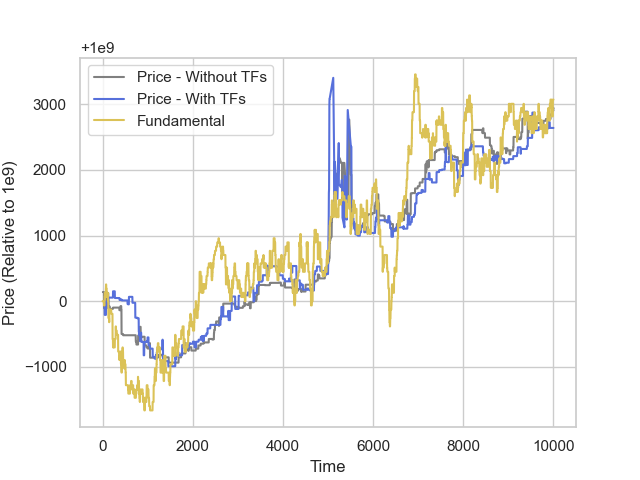 +1e9
Price - Without TFs
Price - With TFs
Fundamental
3000
2000
1000
0
−1000
Price (Relative to 1e9)
0
2000
4000
6000
8000
10000
Time